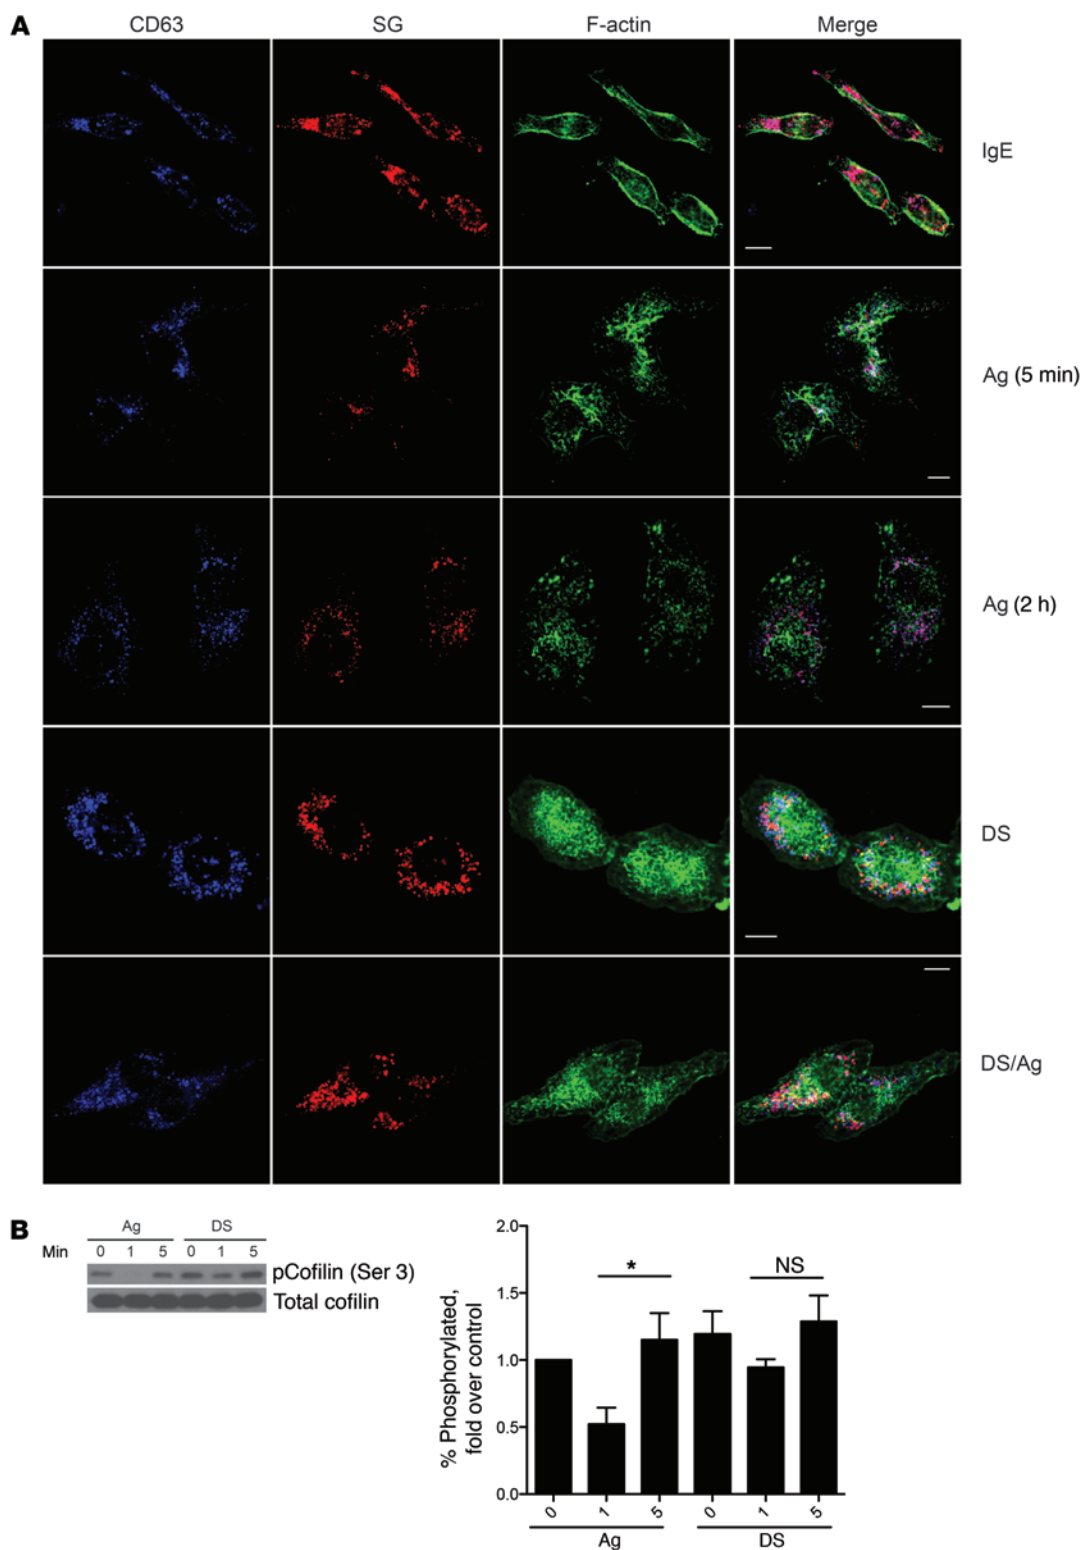 A
CD63 SG F-actin Merge
IgE
Ag (5 min)
Ag (2 h)
DS
DS/Ag
B
Ag DS
Min 0 1 5 0 1 5
pCofilin (Ser 3)
Total cofilin
% Phosphorylated,
fold over control
2.0
1.5
1.0
0.5
0.0
* NS
0 1 5 0 1 5
Ag DS